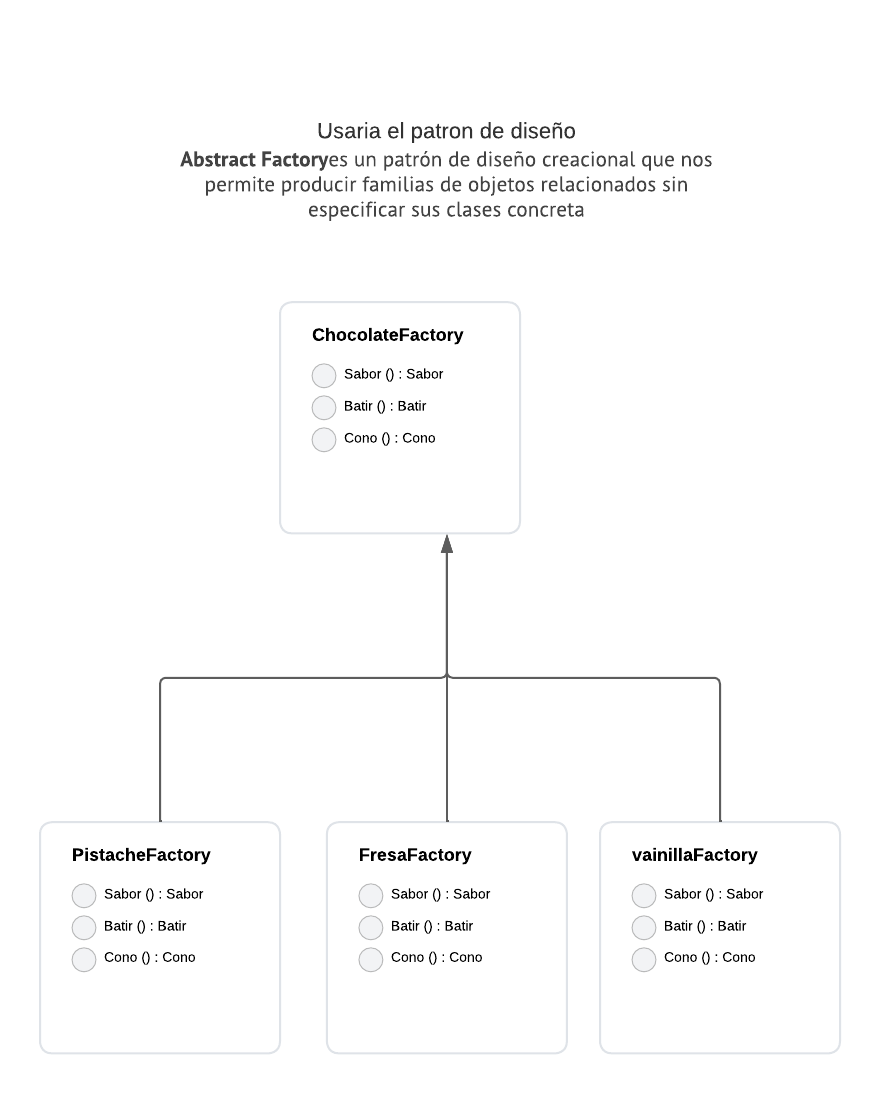 Usaria el patron de diseño
Abstract Factoryes un patrón de diseño creacional que nos
permite producir familias de objetos relacionados sin
especificar sus clases concreta
ChocolateFactory
Sabor () : Sabor
Batir () : Batir
Cono () : Cono
PistacheFactory
Sabor () : Sabor
Batir () : Batir
Cono () : Cono
FresaFactory
Sabor () : Sabor
Batir () : Batir
Cono () : Cono
vainillaFactory
Sabor () : Sabor
Batir () : Batir
Cono () : Cono